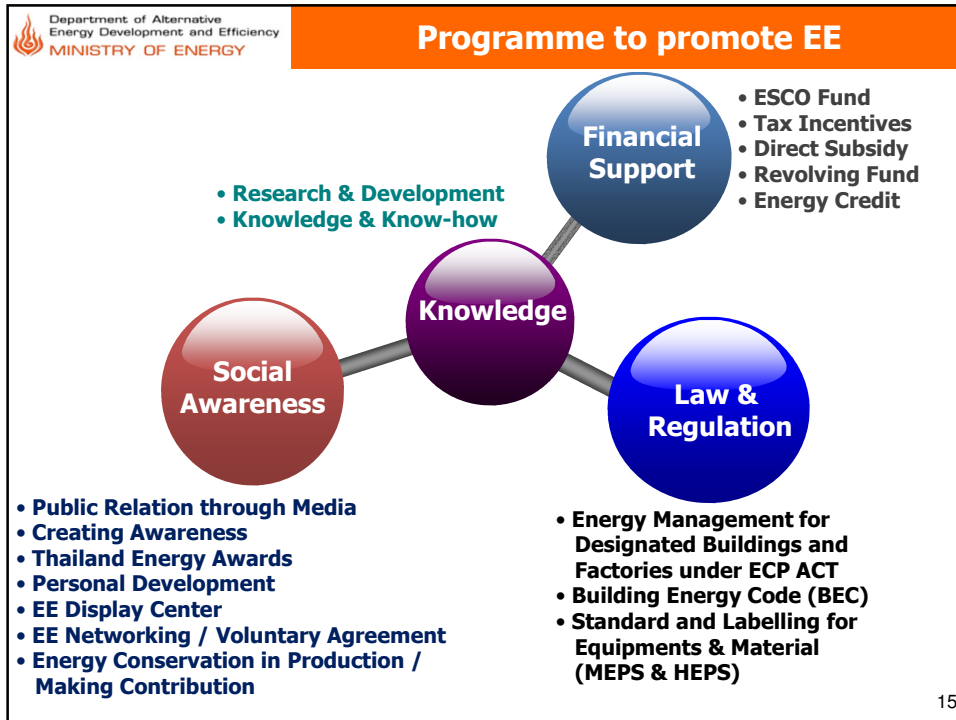 Department of Alternative
Energy Development and Efficiency
MINISTRY OF ENERGY
Programme to promote EE
Financial
Support
• ESCO Fund
• Tax Incentives
• Direct Subsidy
• Revolving Fund
• Energy Credit
• Research & Development
• Knowledge & Know-how
Knowledge
Social
Awareness
Law &
Regulation
• Public Relation through Media
• Creating Awareness
• Thailand Energy Awards
• Personal Development
• EE Display Center
• EE Networking / Voluntary Agreement
• Energy Conservation in Production /
Making Contribution
• Energy Management for
Designated Buildings and
Factories under ECP ACT
• Building Energy Code (BEC)
• Standard and Labelling for
Equipments & Material
(MEPS & HEPS)
15